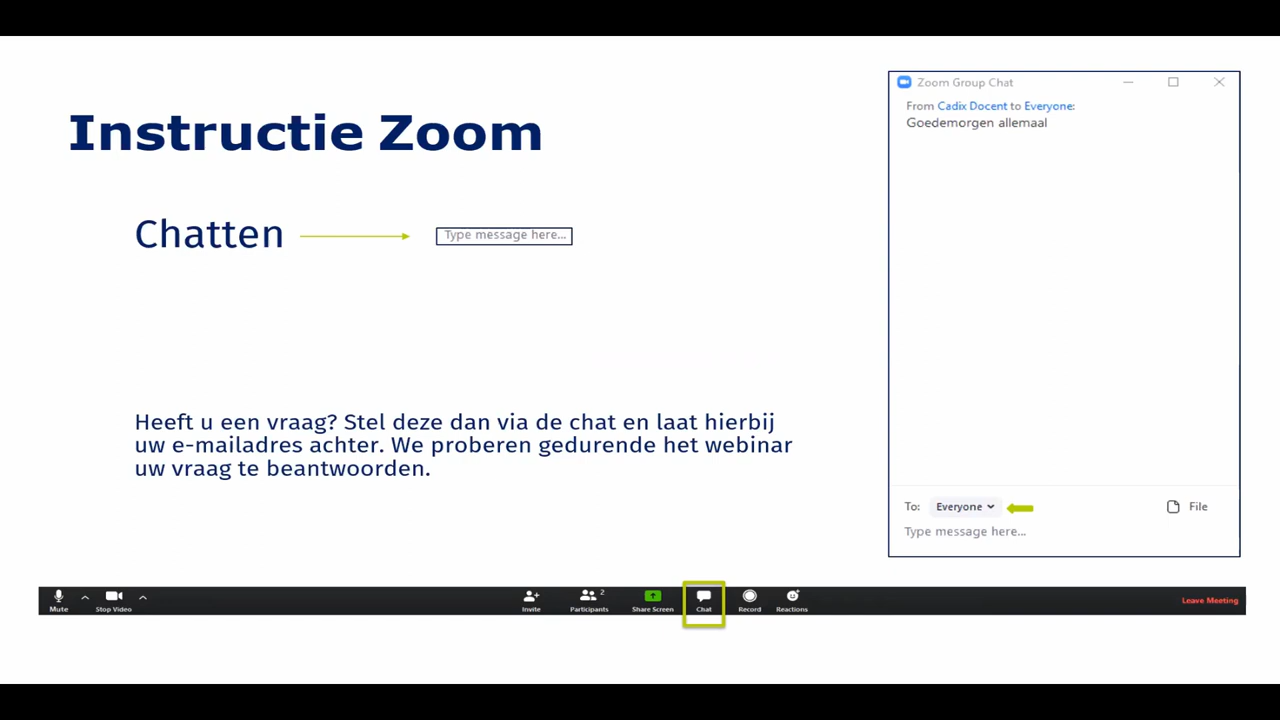 Instructie Zoom
Chatten
Type message here...
Heeft u een vraag? Stel deze dan via de chat en laat hierbij
uw e-mailadres achter. We proberen gedurende het webinar
uw vraag te beantwoorden.
Zoom Group Chat
From Cadix Docent to Everyone:
Goedemorgen allemaal
To: Everyone File
Type message here...
Mute Stop Video Invite Participants 2 Share Screen Chat Record Reactions Leave Meeting